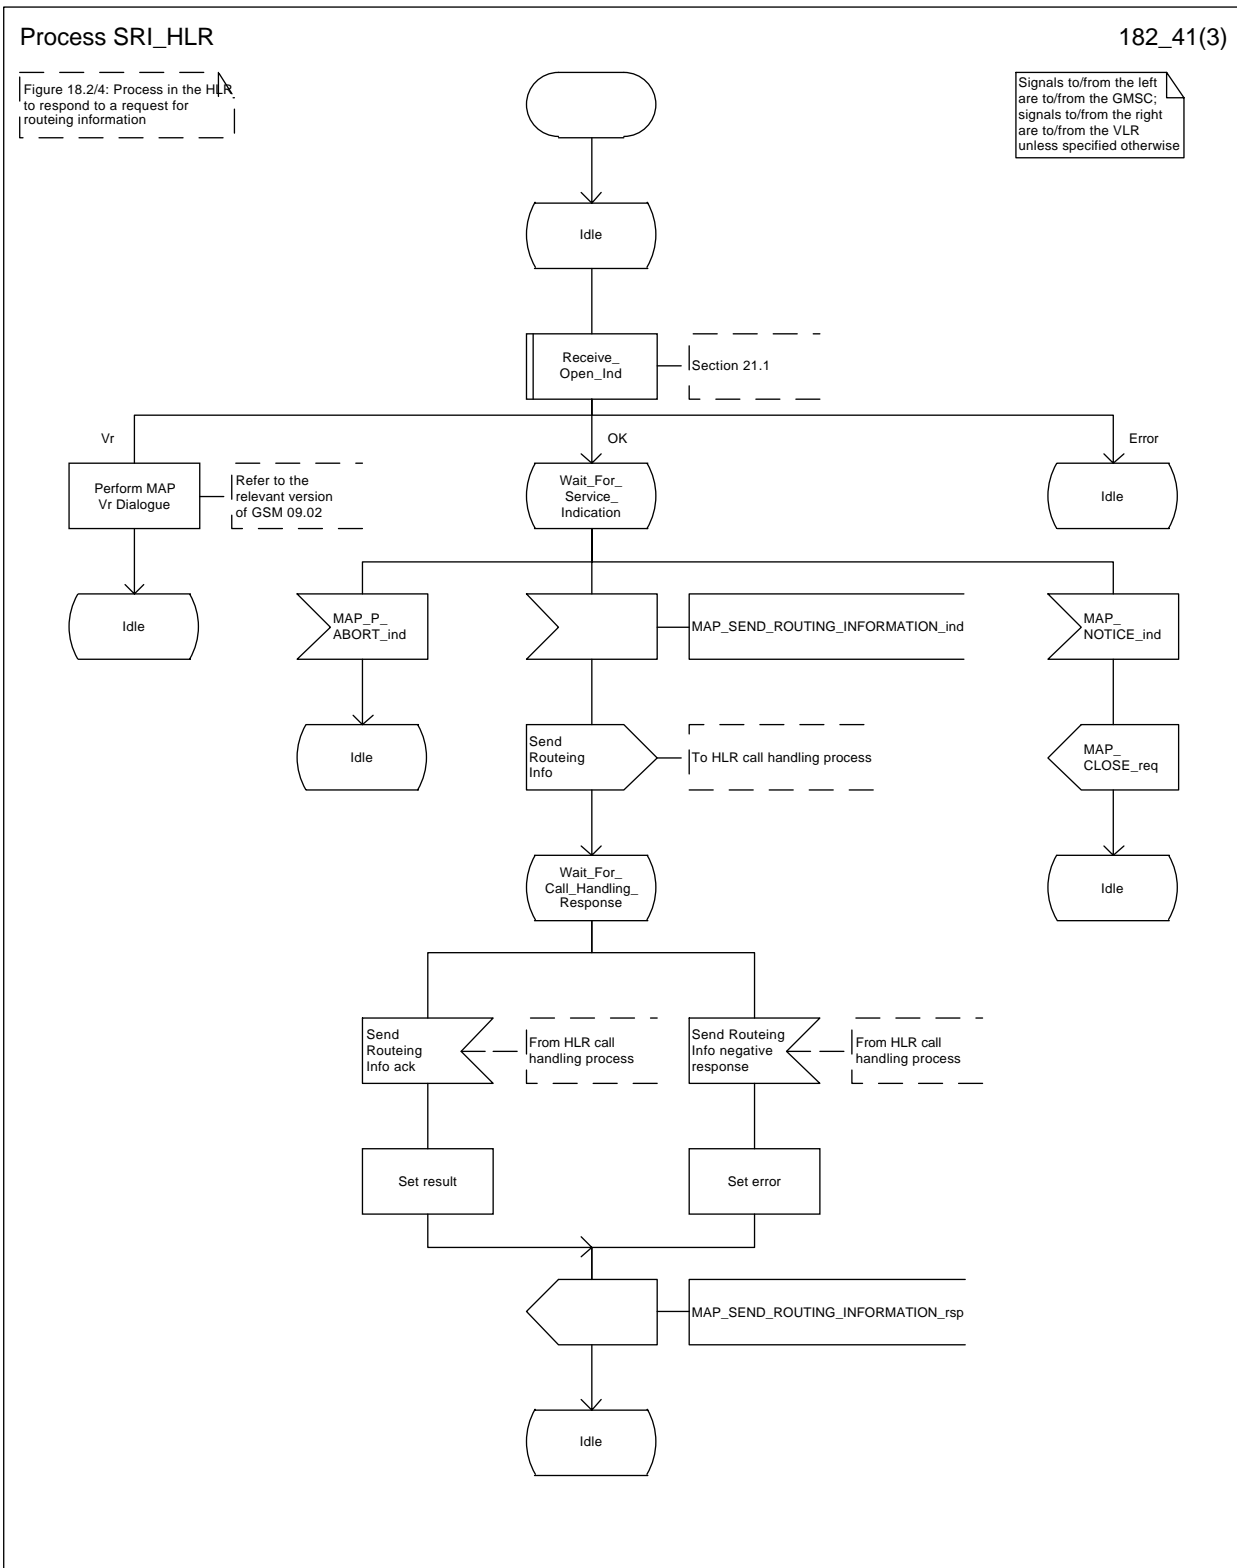 Process SRI_HLR
182_41(3)
Figure 18.2/4: Process in the HLR
to respond to a request for
routeing information
Signals to/from the left
are to/from the GMSC;
signals to/from the right
are to/from the VLR
unless specified otherwise
Idle
Receive_
Open_Ind
Section 21.1
Vr
OK
Error
Perform MAP
Vr Dialogue
Refer to the
relevant version
of GSM 09.02
Wait_For_
Service_
Indication
Idle
Idle
MAP_P_
ABORT_ind
MAP_SEND_ROUTING_INFORMATION_ind
MAP_
NOTICE_ind
Idle
Send
Routeing
Info
To HLR call handling process
MAP_
CLOSE_req
Wait_For_
Call_Handling_
Response
Idle
Send
Routeing
Info ack
From HLR call
handling process
Send Routeing
Info negative
response
From HLR call
handling process
Set result
Set error
MAP_SEND_ROUTING_INFORMATION_rsp
Idle